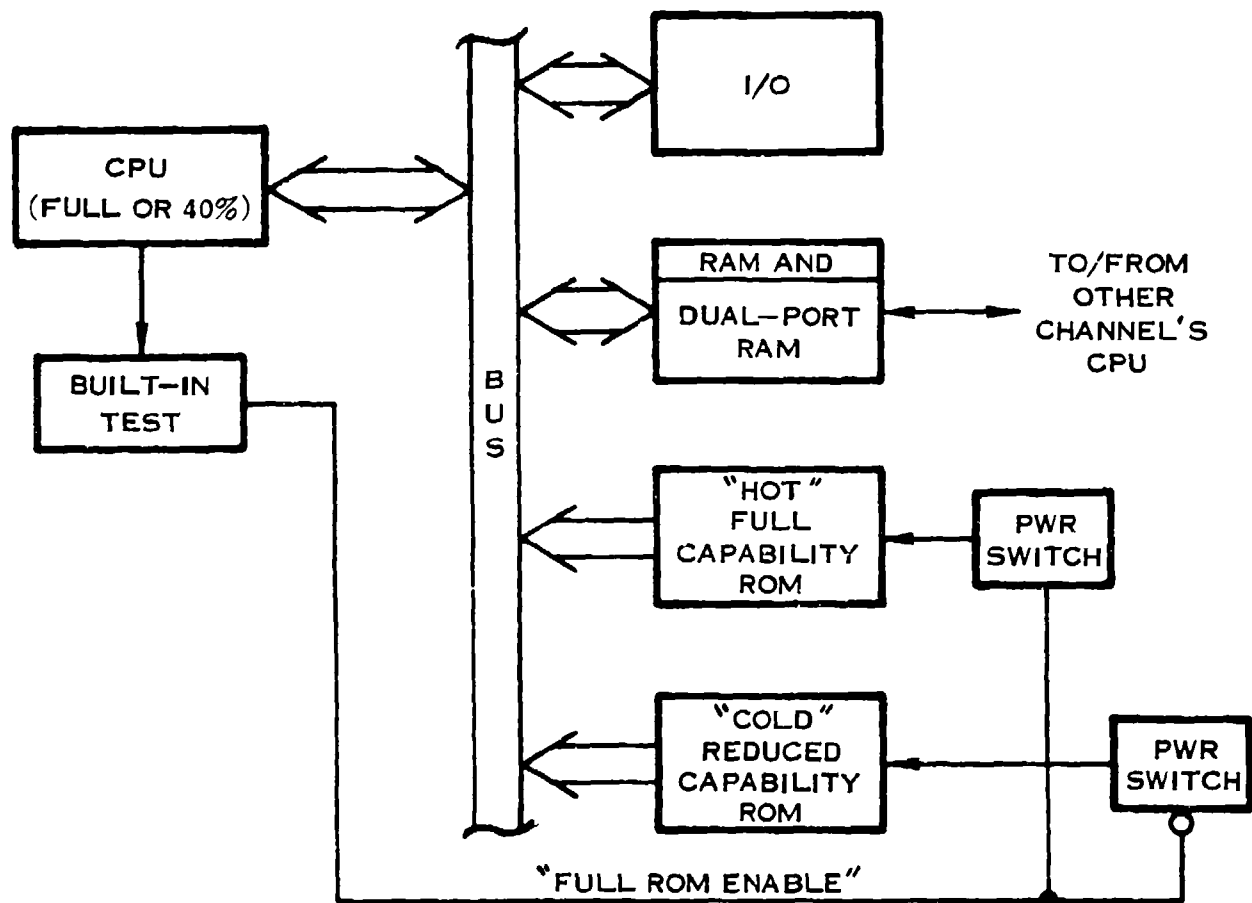 I/O
CPU
(FULL OR 40%)
RAM AND
DUAL-PORT
RAM
TO/FROM
OTHER
CHANNEL'S
CPU
BUILT-IN
TEST
BUS
"HOT"
FULL
CAPABILITY
ROM
PWR
SWITCH
"COLD"
REDUCED
CAPABILITY
ROM
PWR
SWITCH
"FULL ROM ENABLE"